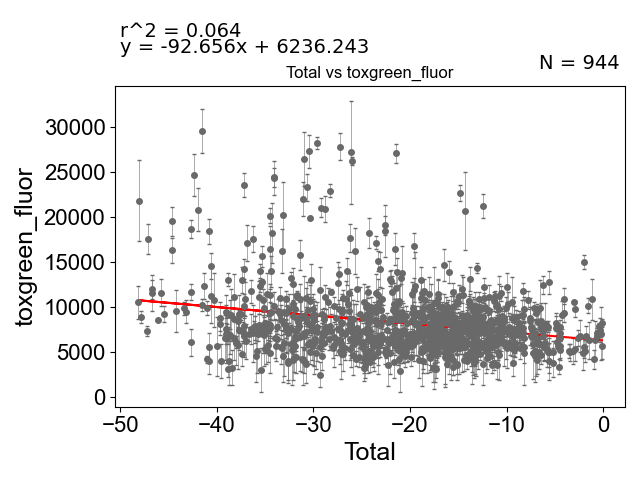 r^2 = 0.064
y = -92.656x + 6236.243
N = 944
Total vs toxgreen_fluor
toxgreen_fluor
30000
25000
20000
15000
10000
5000
0
−50
−40
−30
−20
−10
0
Total